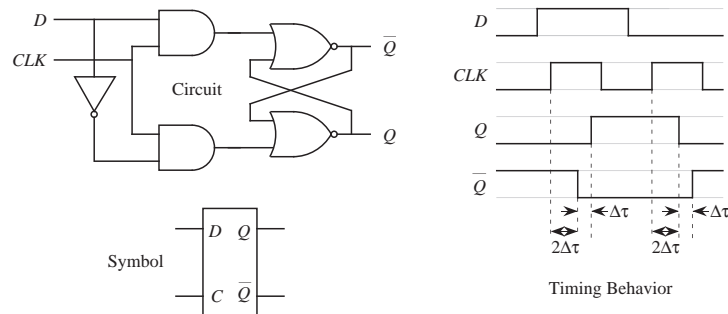 D
CLK
Circuit
Q̅
Q
D
CLK
Q
Q̅
Δτ
Δτ
2Δτ
2Δτ
Timing Behavior
Symbol
D Q
C Q̅